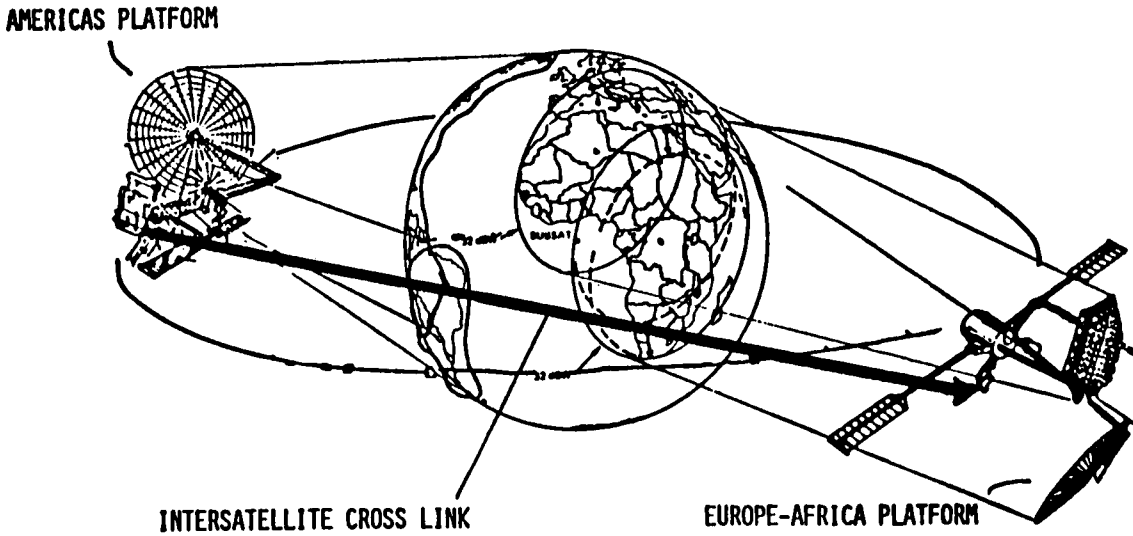 AMERICAS PLATFORM
INTERSATELLITE CROSS LINK
EUROPE-AFRICA PLATFORM